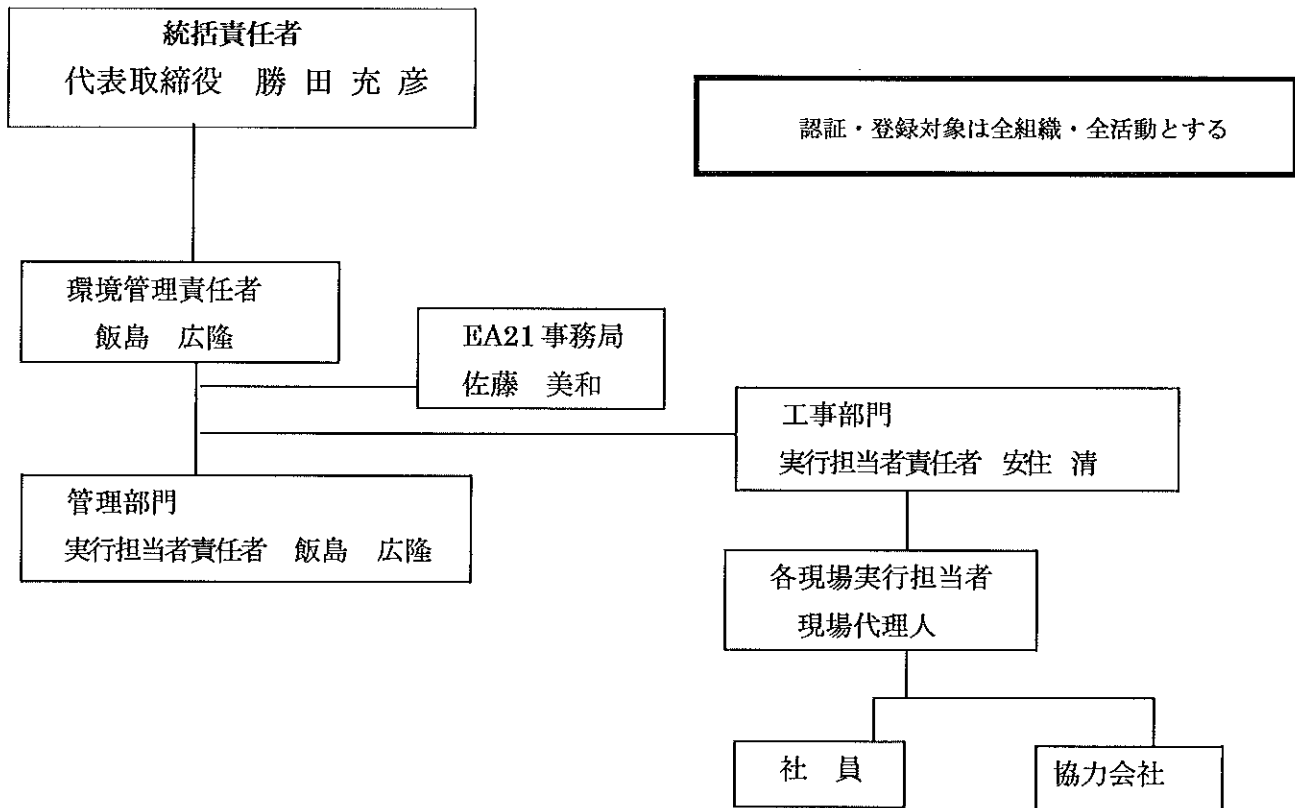 統括責任者
代表取締役　勝 田 充 彦
認証・登録対象は全組織・全活動とする
環境管理責任者
飯島　広隆
EA21 事務局
佐藤　美和
工事部門
実行担当者責任者　安住　清
管理部門
実行担当者責任者　飯島　広隆
各現場実行担当者
現場代理人
社　員
協力会社